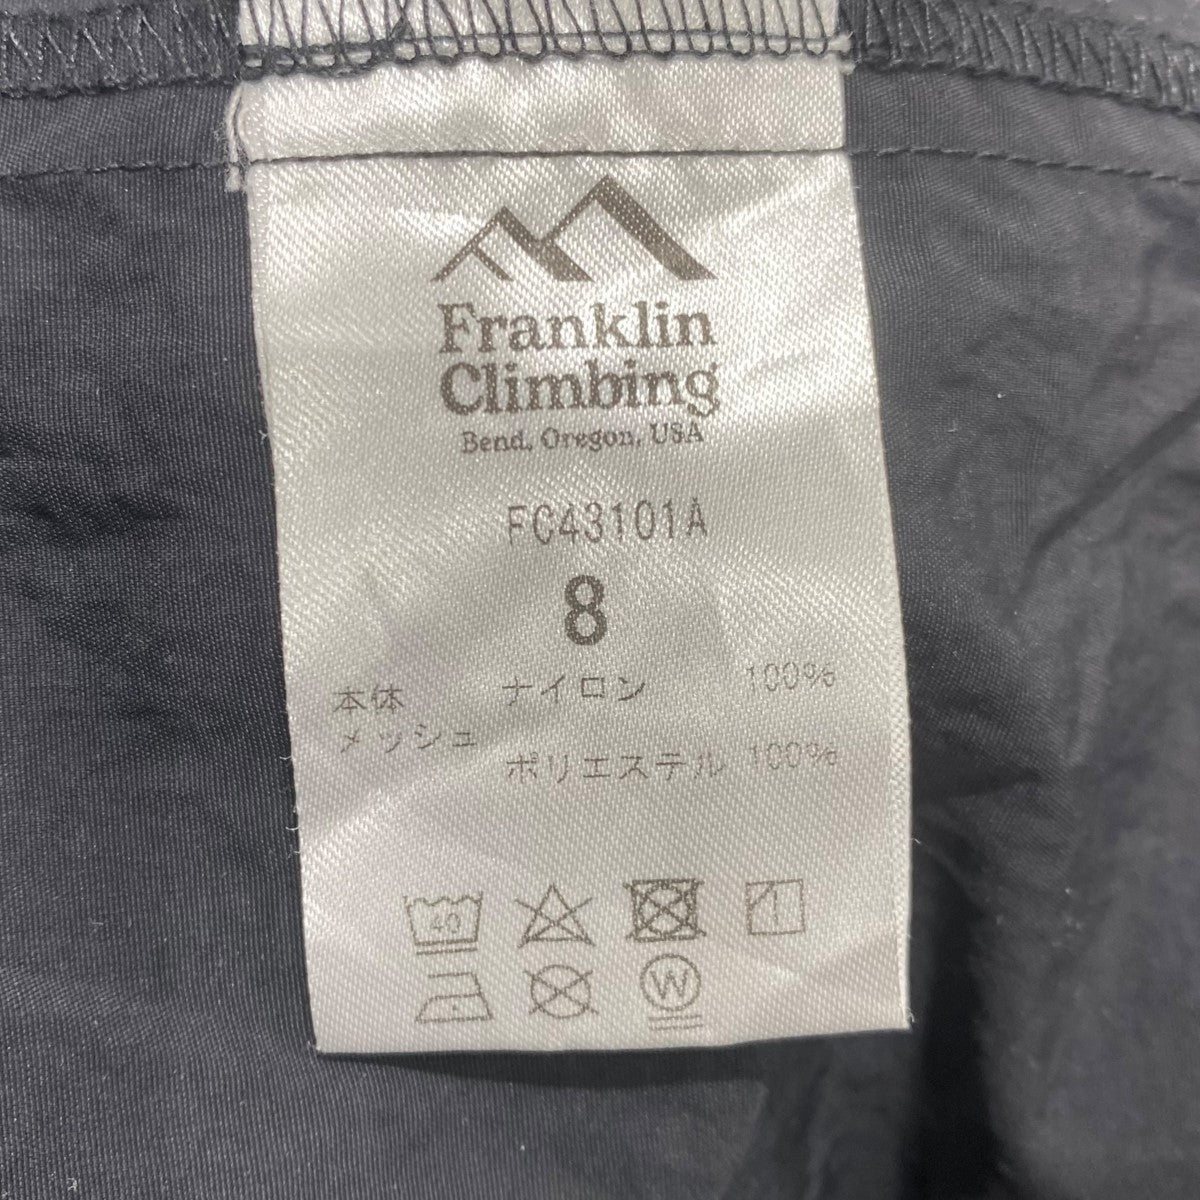 Franklin
Climbing
Bend, Oregon, USA
FC43101A
8
本体 ナイロン 100%
メッシュ ポリエステル 100%
40
W